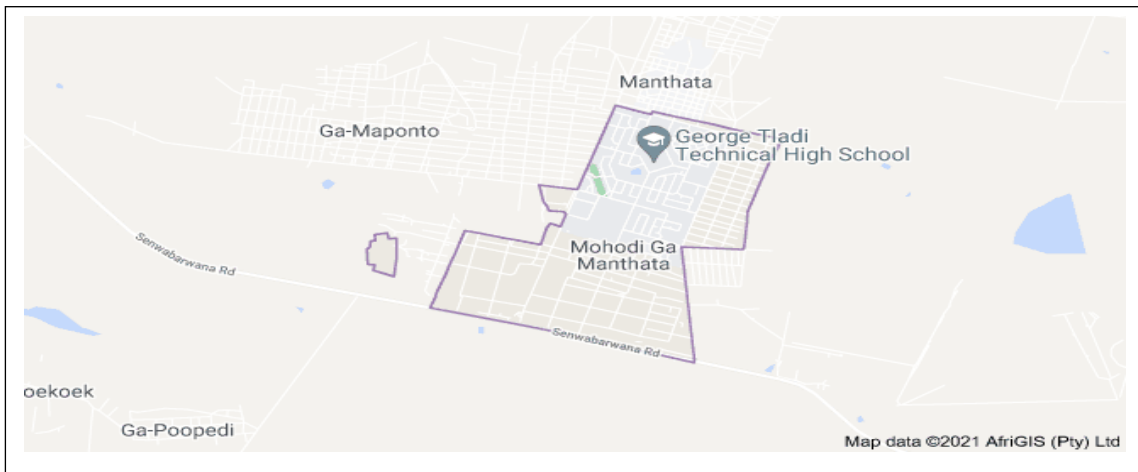 Manthata
Ga-Maponto
George Tladi
Technical High School
Senwabarwana Rd
Mohodi Ga
Manthata
Senwabarwana Rd
oekoek
Ga-Poopedi
Map data ©2021 AfriGIS (Pty) Ltd